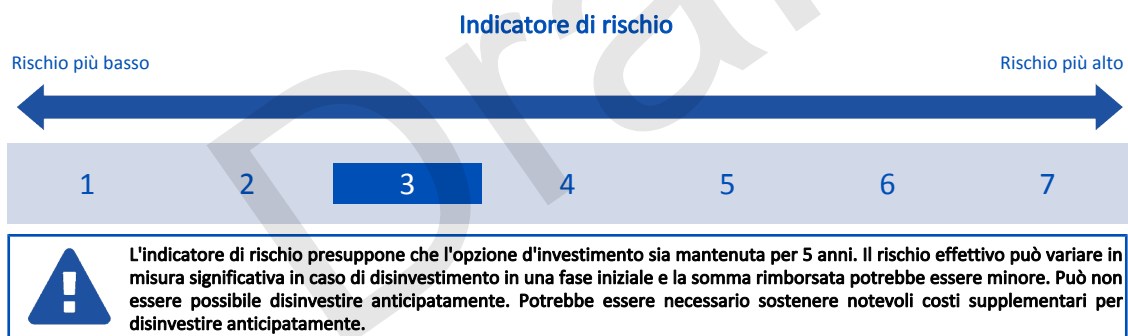 Indicatore di rischio
Rischio più basso Rischio più alto
1 2 3 4 5 6 7
L'indicatore di rischio presuppone che l'opzione d'investimento sia mantenuta per 5 anni. Il rischio effettivo può variare in
misura significativa in caso di disinvestimento in una fase iniziale e la somma rimborsata potrebbe essere minore. Può non
essere possibile disinvestire anticipatamente. Potrebbe essere necessario sostenere notevoli costi supplementari per
disinvestire anticipatamente.